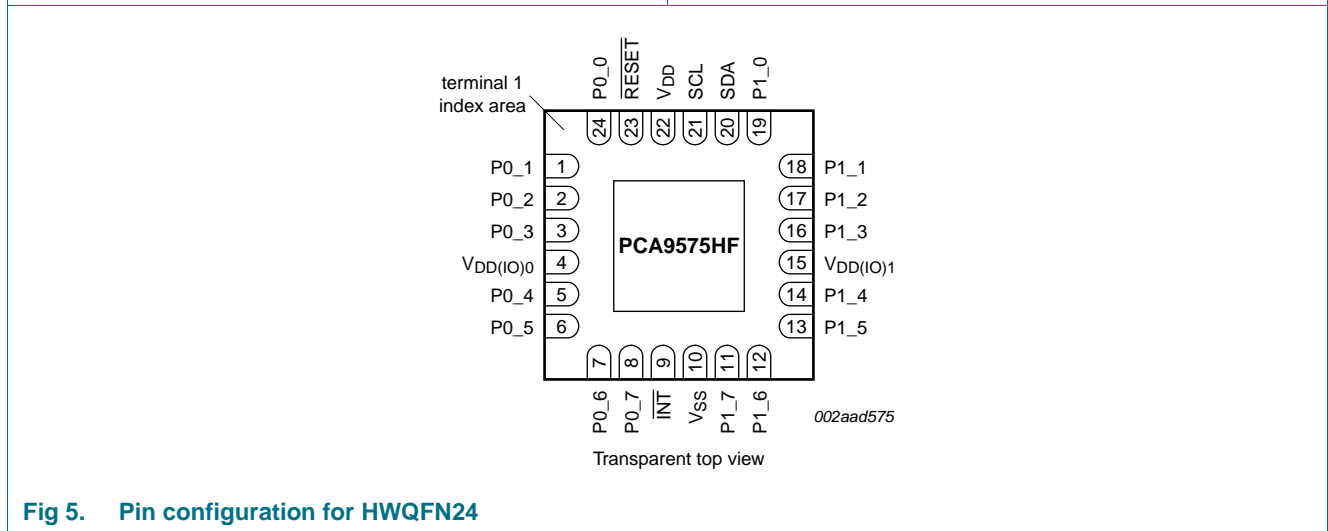 P0_0
RESET
VDD
SCL
SDA
P1_0
terminal 1
index area
24
23
22
21
20
19
P0_1 1
18 P1_1
P0_2 2
17 P1_2
P0_3 3
16 P1_3
PCA9575HF
VDD(IO)0 4
15 VDD(IO)1
P0_4 5
14 P1_4
P0_5 6
13 P1_5
7
8
9
10
11
12
P0_6
P0_7
INT
VSS
P1_7
P1_6
002aad575
Transparent top view
Fig 5. Pin configuration for HWQFN24